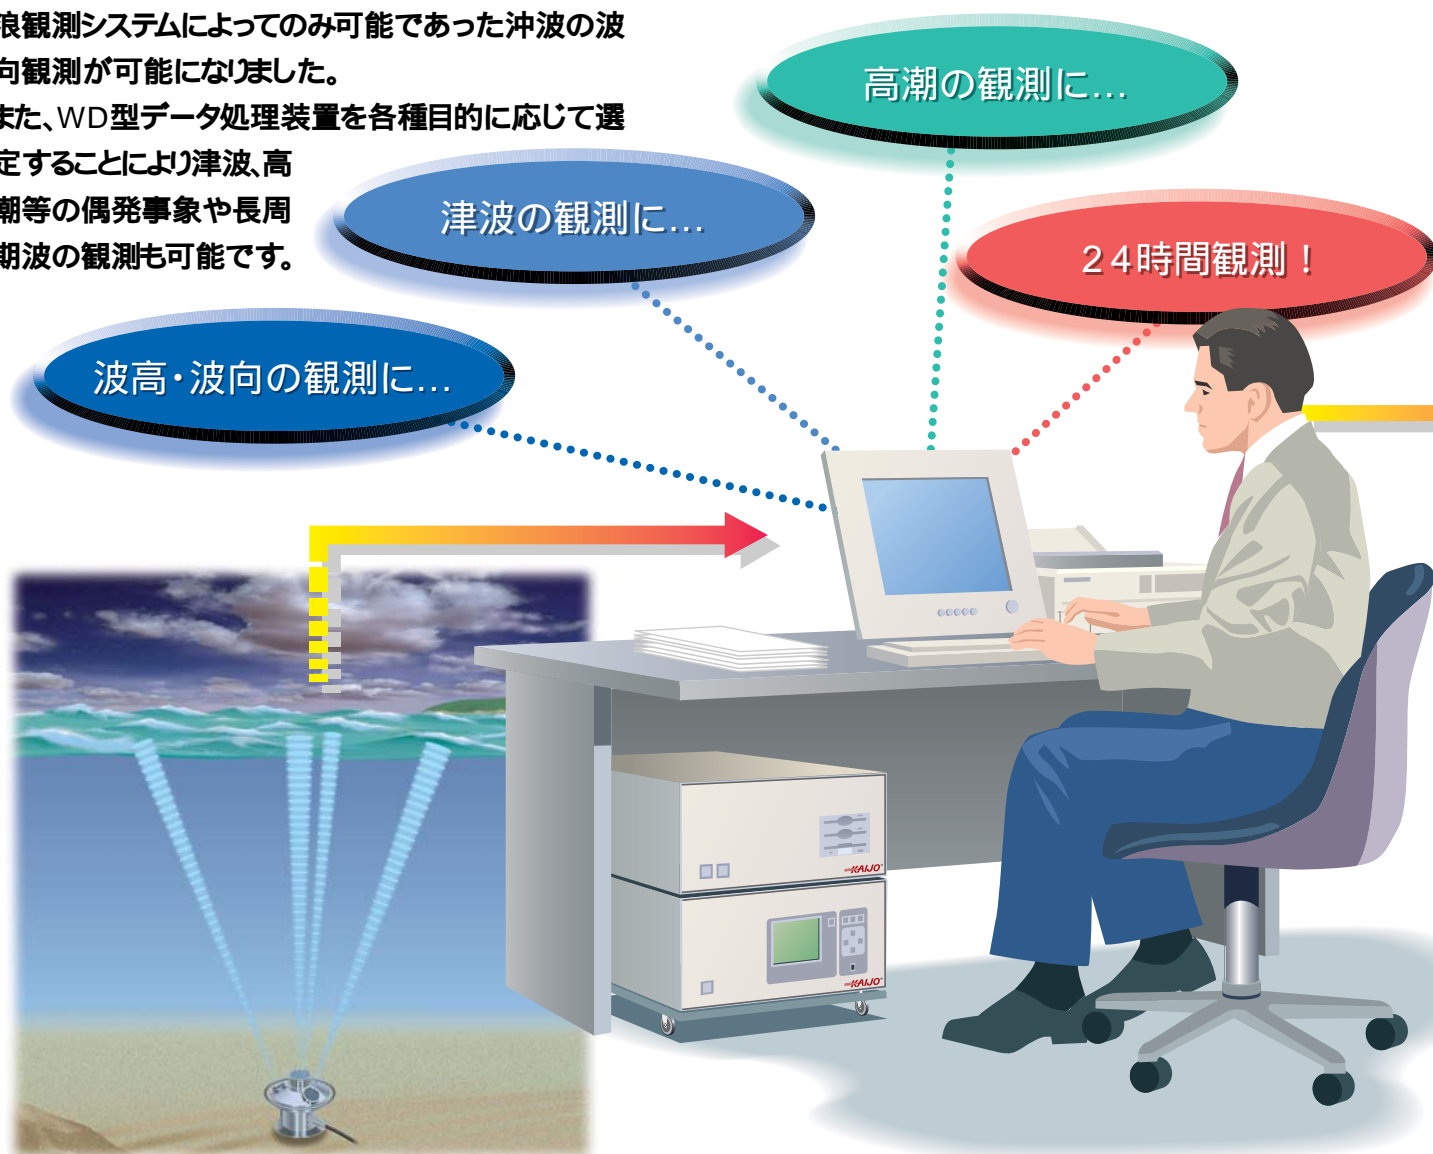 浪観測システムによってのみ可能であった沖波の波
向観測が可能になりました。
また、WD型データ処理装置を各種目的に応じて選
定することにより津波、高
潮等の偶発事象や長周
期波の観測も可能です。
高潮の観測に…
津波の観測に…
24時間観測！
波高・波向の観測に…
KAIJO
KAIJO